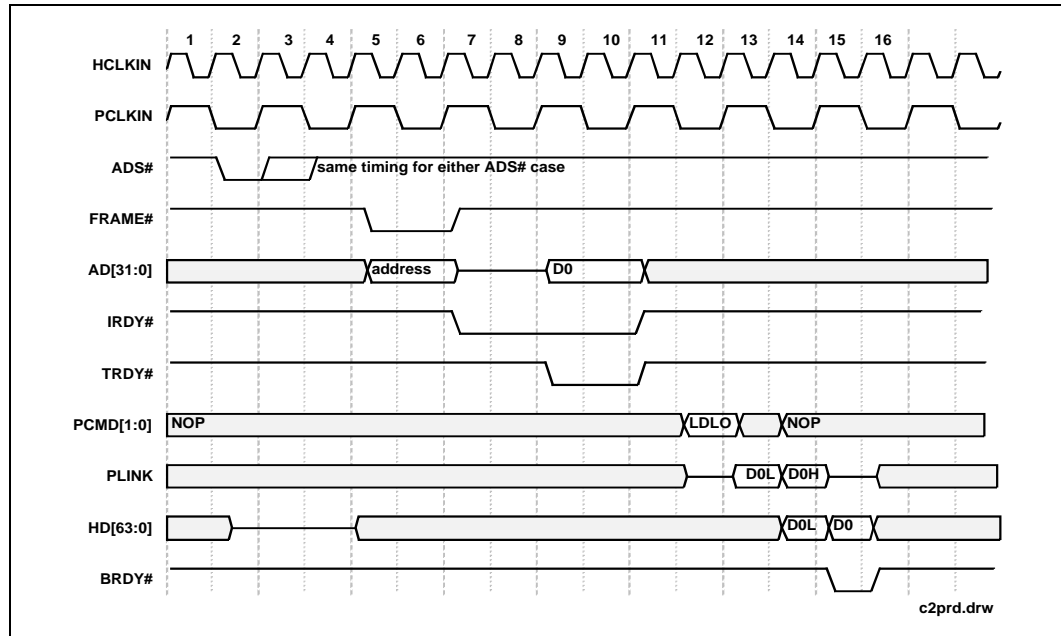 1 2 3 4 5 6 7 8 9 10 11 12 13 14 15 16
HCLKIN
PCLKIN
ADS# same timing for either ADS# case
FRAME#
AD[31:0] address D0
IRDY#
TRDY#
PCMD[1:0] NOP LDLO NOP
PLINK D0L D0H
HD[63:0] D0L D0
BRDY#
c2prd.drw